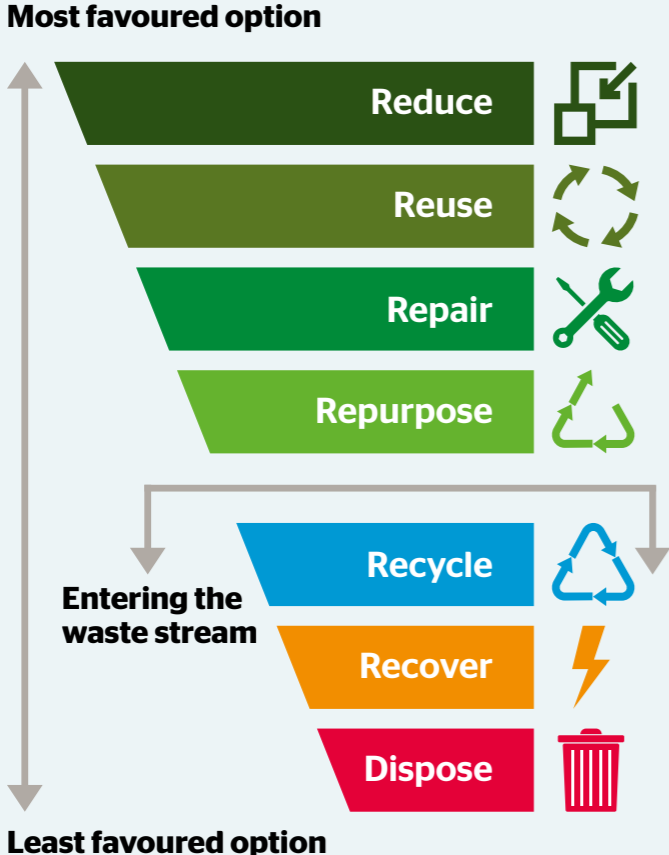 Most favoured option
Reduce
Reuse
Repair
Repurpose
Recycle
Entering the
waste stream
Recover
Dispose
Least favoured option